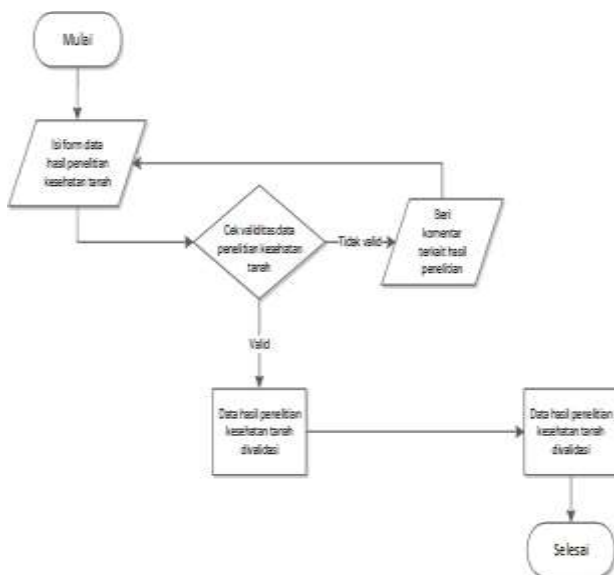 Mulai
Isi form data
hasil penelitian
kesehatan tanah
Cek validitas data
penelitian kesehatan
tanah
Tidak valid
Beri
komentar
terkait hasil
penelitian
Valid
Data hasil penelitian
kesehatan tanah
divalidasi
Data hasil penelitian
kesehatan tanah
divalidasi
Selesai